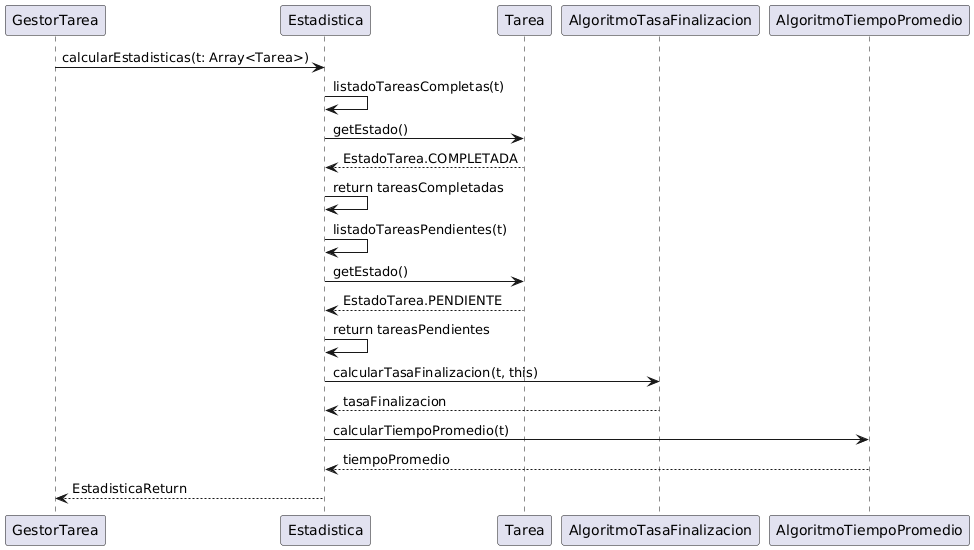 GestorTarea Estadistica Tarea AlgoritmoTasaFinalizacion AlgoritmoTiempoPromedio
calcularEstadisticas(t: Array<Tarea>)
listadoTareasCompletas(t)
getEstado()
EstadoTarea.COMPLETADA
return tareasCompletadas
listadoTareasPendientes(t)
getEstado()
EstadoTarea.PENDIENTE
return tareasPendientes
calcularTasaFinalizacion(t, this)
tasaFinalizacion
calcularTiempoPromedio(t)
tiempoPromedio
EstadisticaReturn
GestorTarea Estadistica Tarea AlgoritmoTasaFinalizacion AlgoritmoTiempoPromedio